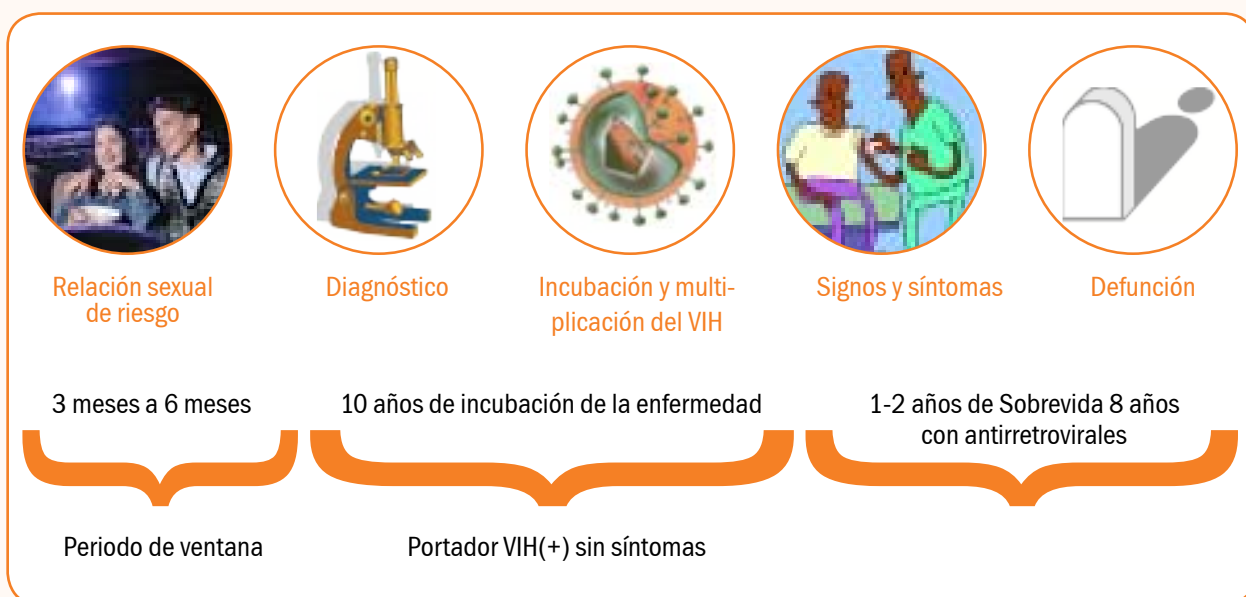 Relación sexual
de riesgo
Diagnóstico
Incubación y multi-
plicación del VIH
Signos y síntomas
Defunción
3 meses a 6 meses
10 años de incubación de la enfermedad
1-2 años de Sobrevida 8 años
con antirretrovirales
Periodo de ventana
Portador VIH(+) sin síntomas